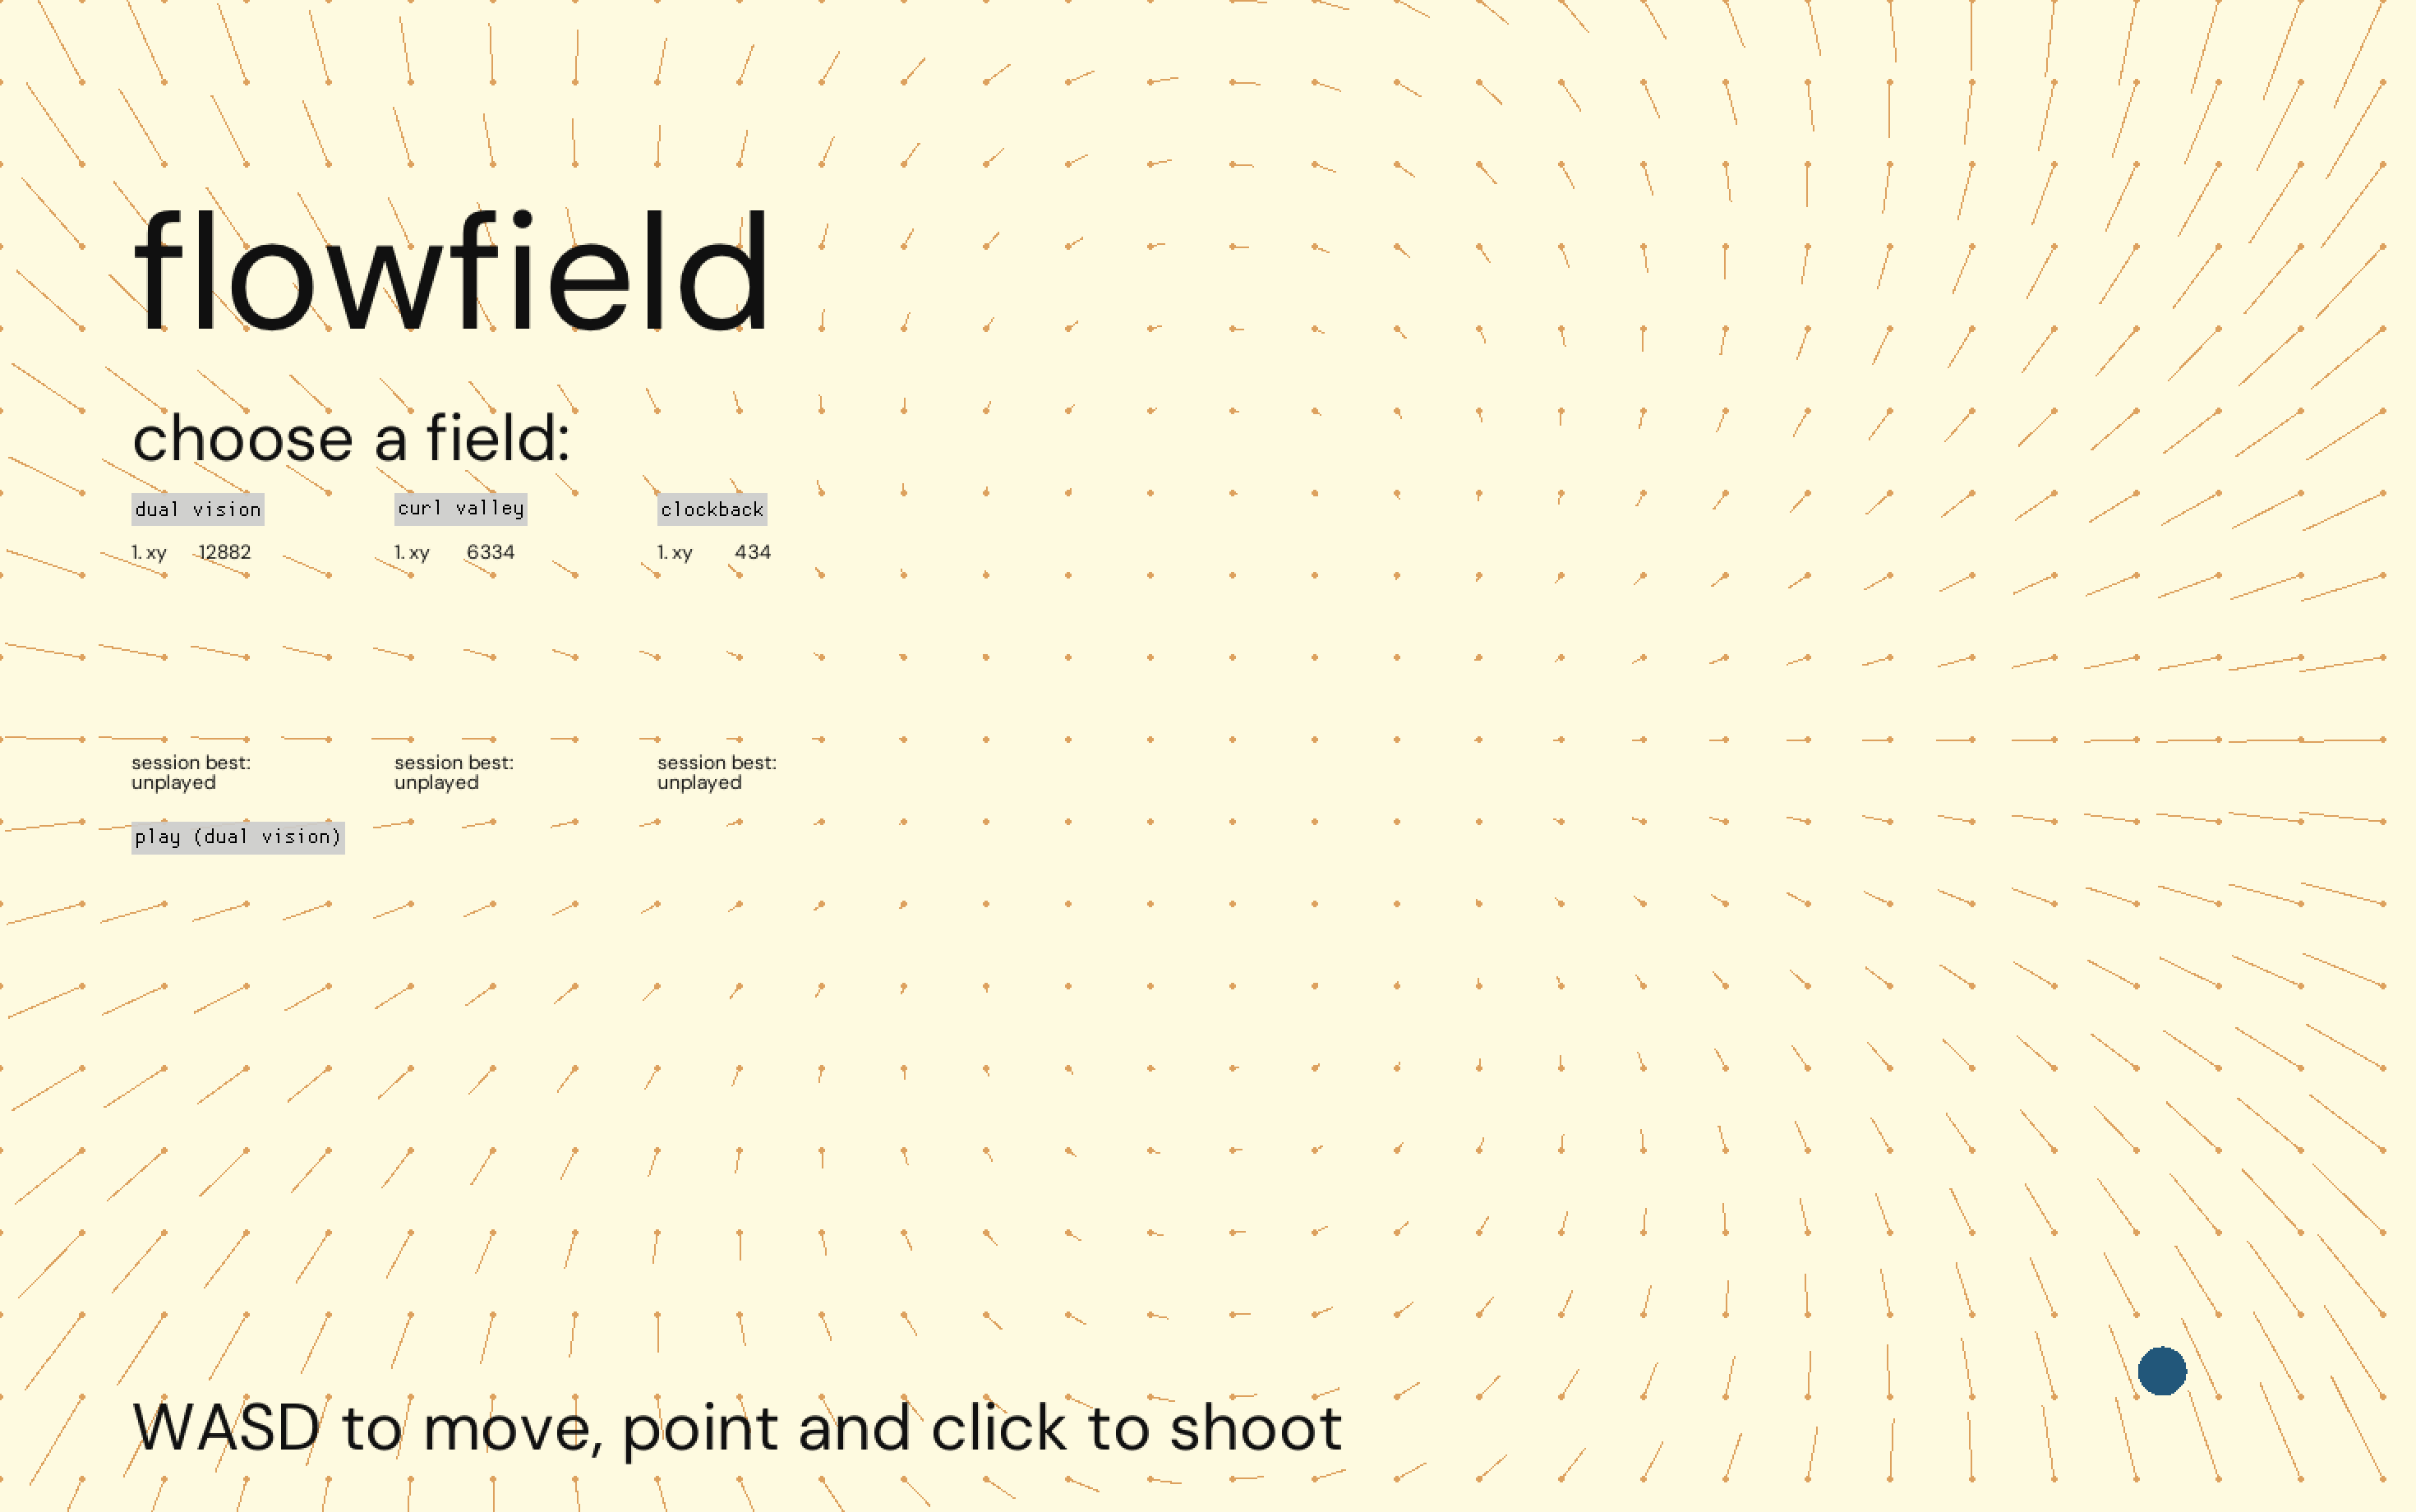 flowfield
choose a field:
dual vision curl valley clockback
1. xy 12882 1. xy 6334 1. xy 434
session best: session best: session best:
unplayed unplayed unplayed
play (dual vision)
WASD to move, point and click to shoot